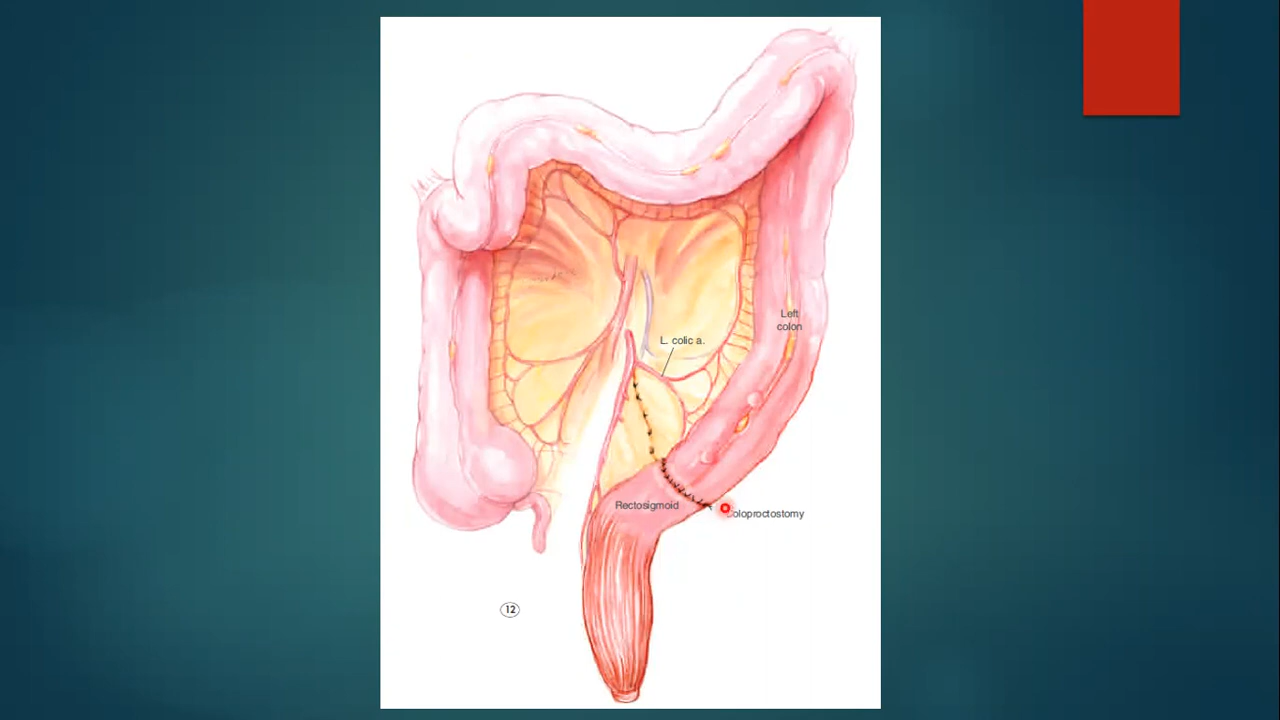 L. colic a.
Left
colon
Rectosigmoid
oloproctostomy
12